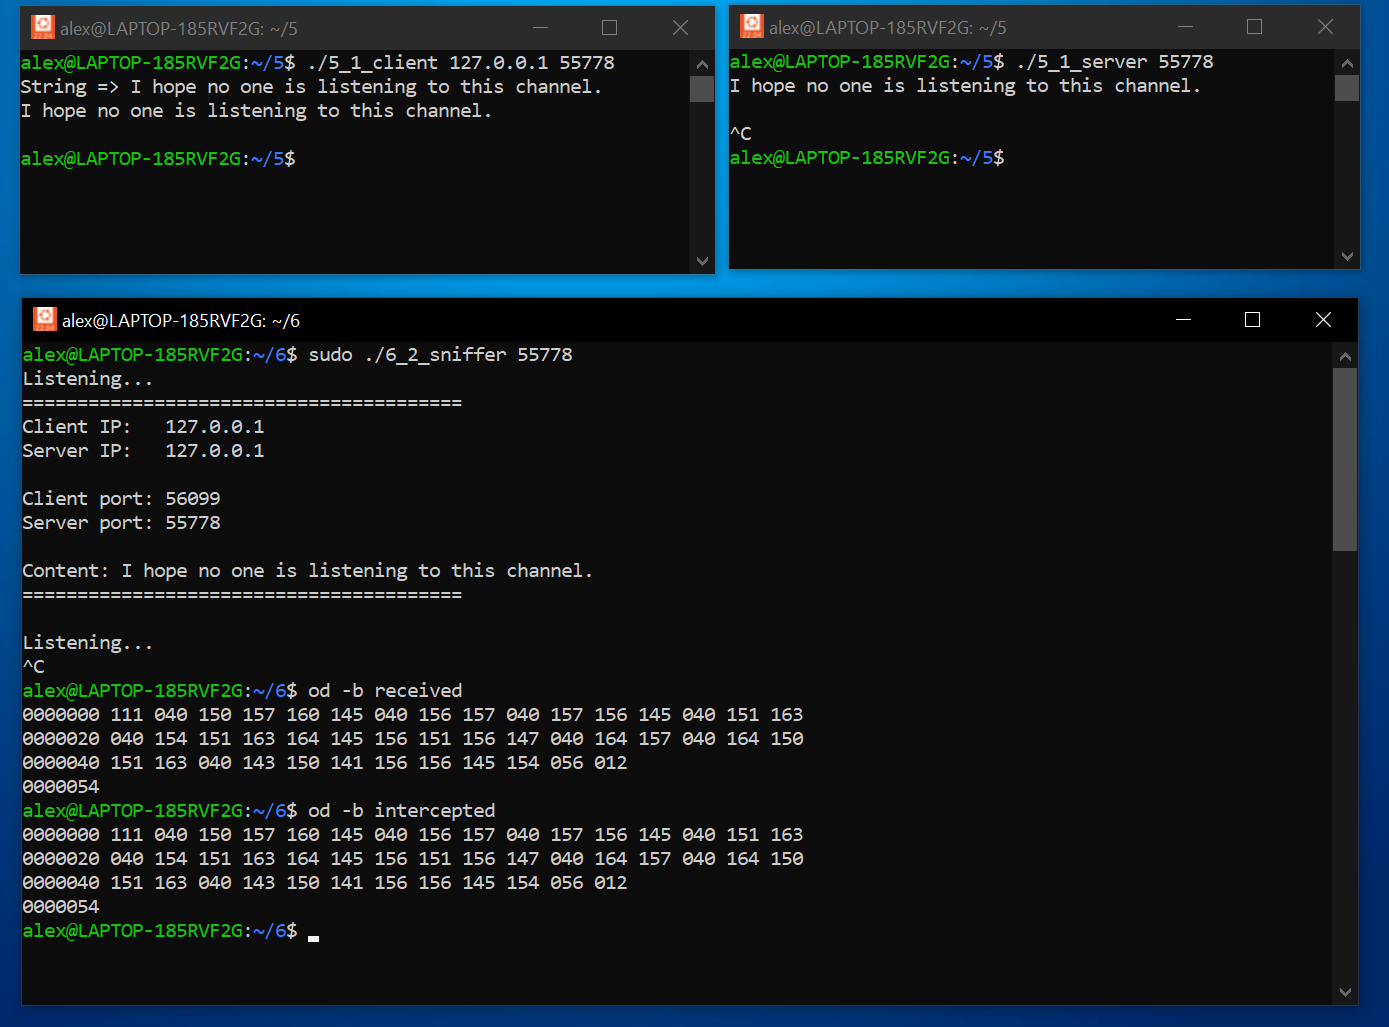 alex@LAPTOP-185RVF2G: ~/5
alex@LAPTOP-185RVF2G:~/5$ ./5_1_client 127.0.0.1 55778
String => I hope no one is listening to this channel.
I hope no one is listening to this channel.
alex@LAPTOP-185RVF2G:~/5$
alex@LAPTOP-185RVF2G: ~/5
alex@LAPTOP-185RVF2G:~/5$ ./5_1_server 55778
I hope no one is listening to this channel.
^C
alex@LAPTOP-185RVF2G:~/5$
alex@LAPTOP-185RVF2G: ~/6
alex@LAPTOP-185RVF2G:~/6$ sudo ./6_2_sniffer 55778
Listening...
========================================
Client IP:   127.0.0.1
Server IP:   127.0.0.1
Client port: 56099
Server port: 55778
Content: I hope no one is listening to this channel.
========================================
Listening...
^C
alex@LAPTOP-185RVF2G:~/6$ od -b received
0000000 111 040 150 157 160 145 040 156 157 040 157 156 145 040 151 163
0000020 040 154 151 163 164 145 156 151 156 147 040 164 157 040 164 150
0000040 151 163 040 143 150 141 156 156 145 154 056 012
0000054
alex@LAPTOP-185RVF2G:~/6$ od -b intercepted
0000000 111 040 150 157 160 145 040 156 157 040 157 156 145 040 151 163
0000020 040 154 151 163 164 145 156 151 156 147 040 164 157 040 164 150
0000040 151 163 040 143 150 141 156 156 145 154 056 012
0000054
alex@LAPTOP-185RVF2G:~/6$